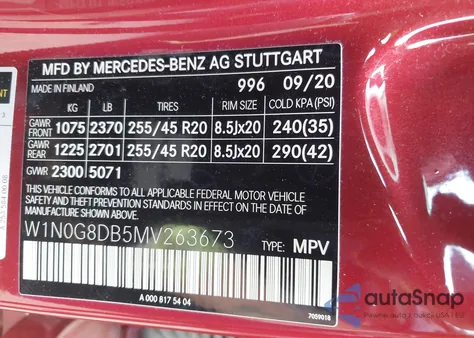 MFD BY MERCEDES-BENZ AG STUTTGART
MADE IN FINLAND 996 09/20
KG LB TIRES RIM SIZE COLD KPA (PSI)
GAWR FRONT 1075 2370 255/45 R20 8.5Jx20 240(35)
GAWR REAR 1225 2701 255/45 R20 8.5Jx20 290(42)
GVWR 2300 5071
THIS VEHICLE CONFORMS TO ALL APPLICABLE FEDERAL MOTOR VEHICLE
SAFETY AND THEFT PREVENTION STANDARDS IN EFFECT ON THE DATE
OF MANUFACTURE SHOWN ABOVE.
W1N0G8DB5MV263673 TYPE: MPV
A 000 817 54 04
7059018
autoSnap